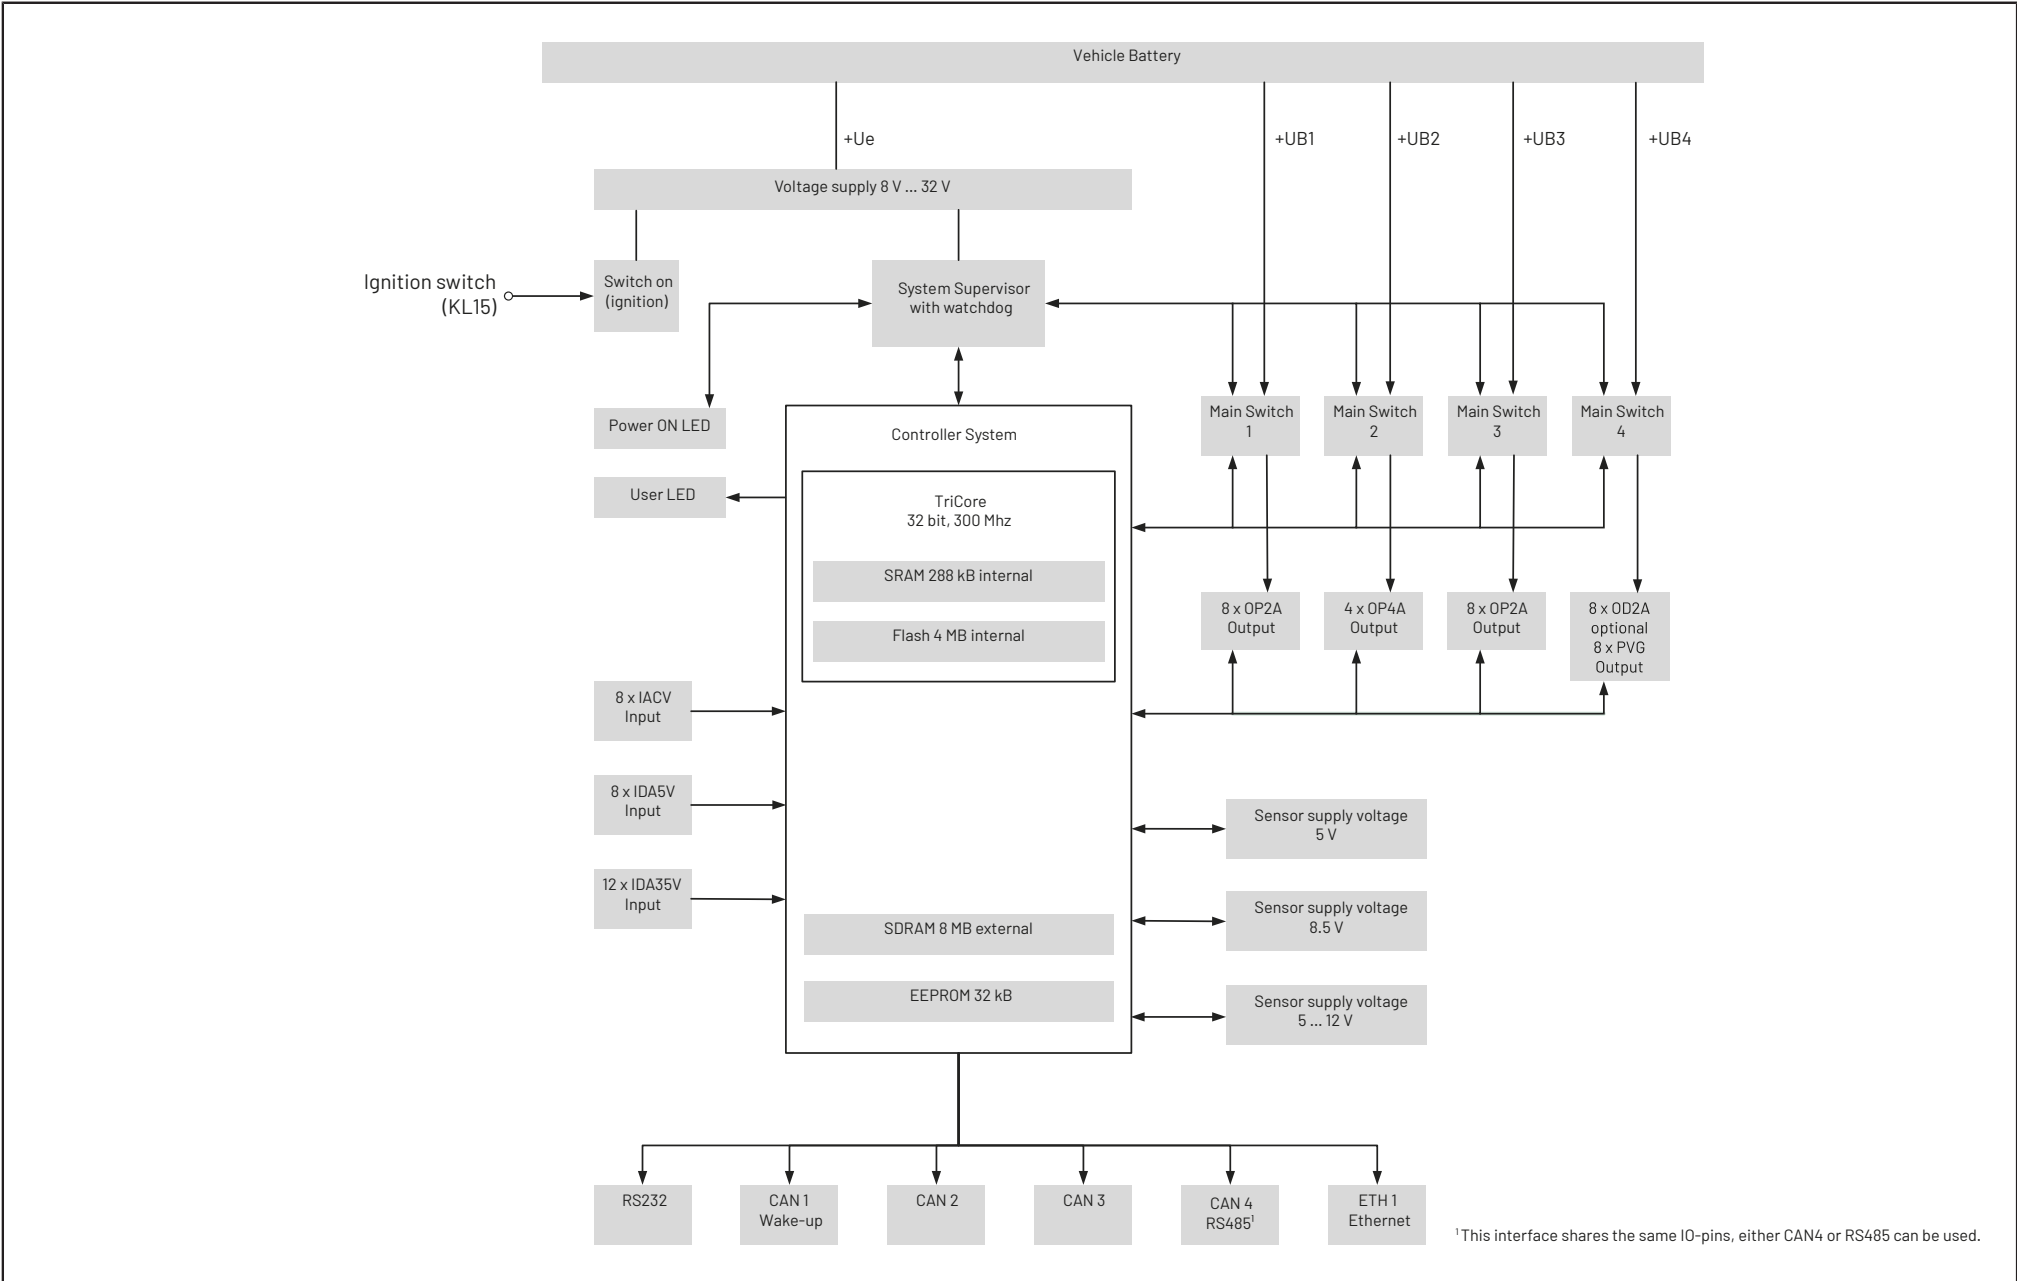 Vehicle Battery
+Ue
+UB1
+UB2
+UB3
+UB4
Voltage supply 8 V ... 32 V
Ignition switch
(KL15)
Switch on
(ignition)
System Supervisor
with watchdog
Power ON LED
User LED
Controller System
TriCore
32 bit, 300 Mhz
SRAM 288 kB internal
Flash 4 MB internal
Main Switch
1
Main Switch
2
Main Switch
3
Main Switch
4
8 x OP2A
Output
4 x OP4A
Output
8 x OP2A
Output
8 x OD2A
optional
8 x PVG
Output
8 x IACV
Input
8 x IDA5V
Input
12 x IDA35V
Input
SDRAM 8 MB external
EEPROM 32 kB
Sensor supply voltage
5 V
Sensor supply voltage
8.5 V
Sensor supply voltage
5 ... 12 V
RS232
CAN 1
Wake-up
CAN 2
CAN 3
CAN 4
RS485¹
ETH 1
Ethernet
¹ This interface shares the same IO-pins, either CAN4 or RS485 can be used.